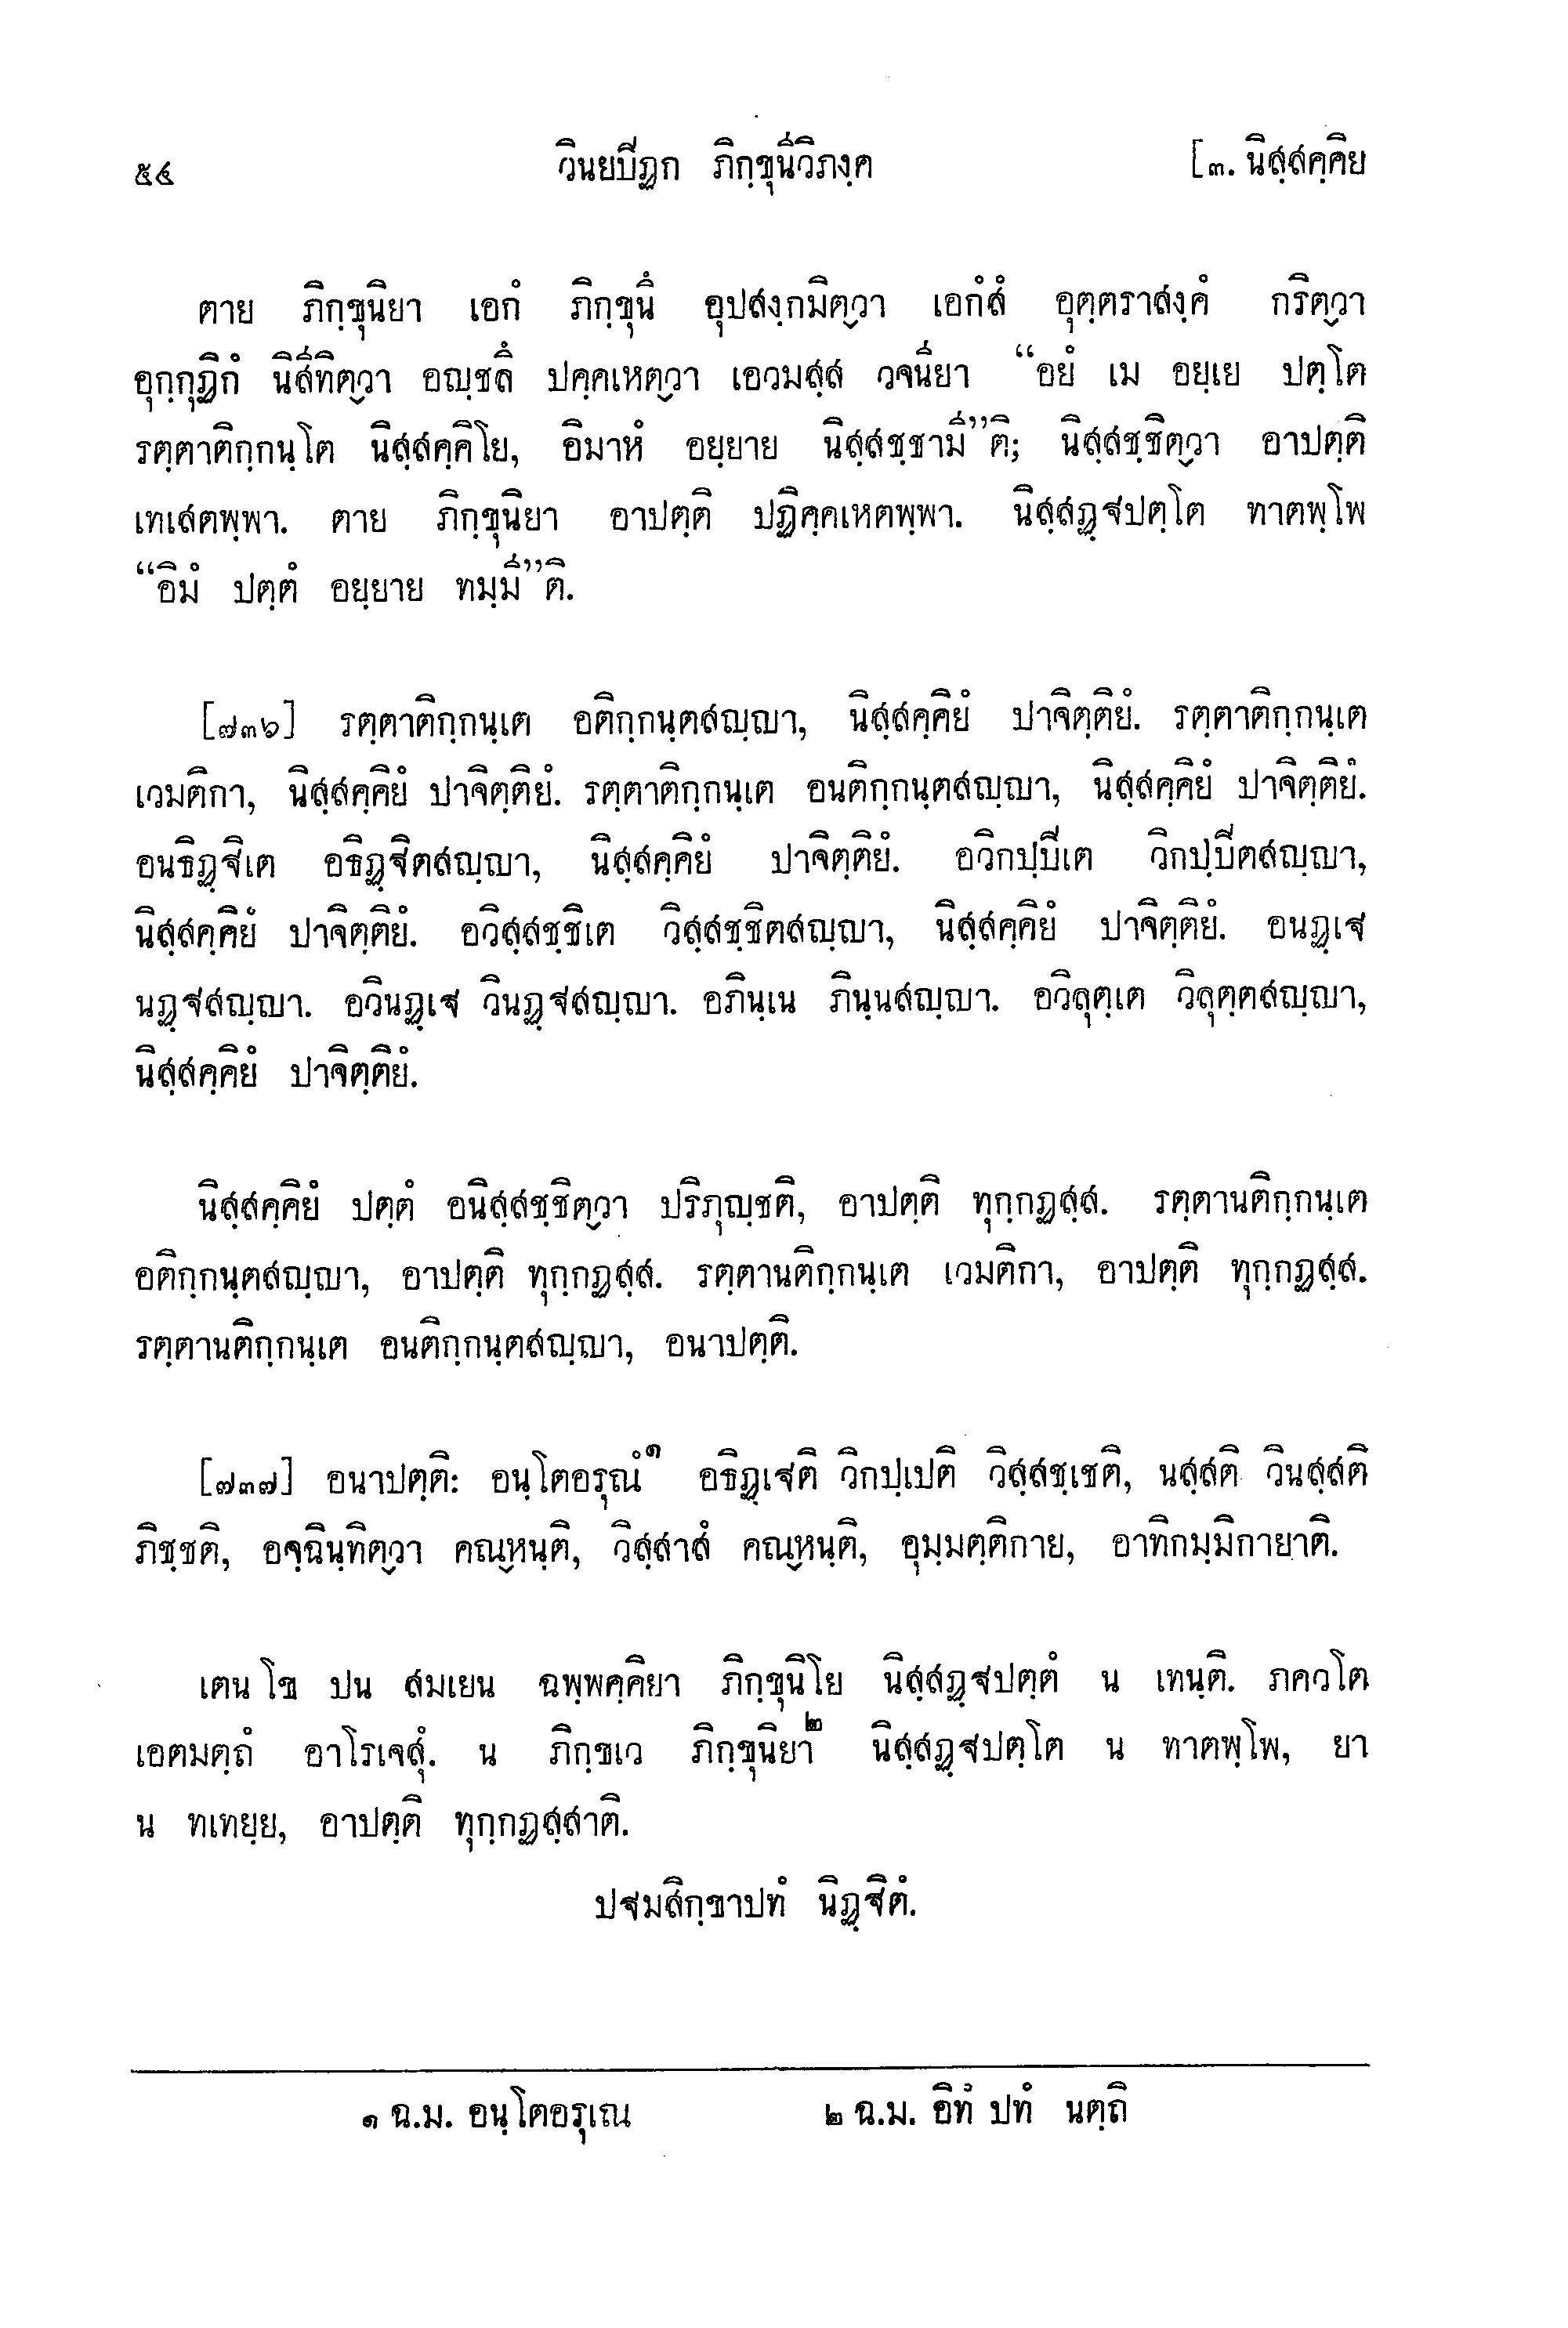 ๕๔ วินยปิฏก ภิกฺขุนีวิภงฺค [๓. นิสฺสคฺคิย
ตาย ภิกฺขุนิยา เอกํ ภิกฺขุนึ อุปสงฺกมิตฺวา เอกํสํ อุตฺตราสงฺคํ กริตฺวา
อุกฺกุฏิกํ นิสีทิตฺวา อญฺชลึ ปคฺคเหตฺวา เอวมสฺส วจนียา “อยํ เม อยฺเย ปตฺโต
รตฺตาติกฺกนฺโต นิสฺสคฺคิโย, อิมาหํ อยฺยาย นิสฺสชฺชามี”ติ; นิสฺสชฺชิตฺวา อาปตฺติ
เทเสตพฺพา. ตาย ภิกฺขุนิยา อาปตฺติ ปฏิคฺคเหตพฺพา. นิสฺสฏฺฐปตฺโต ทาตพฺโพ
“อิมํ ปตฺตํ อยฺยาย ทมฺมี”ติ.
[๗๓๖] รตฺตาติกฺกนฺเต อติกฺกนฺตสญฺญา, นิสฺสคฺคิยํ ปาจิตฺติยํ. รตฺตาติกฺกนฺเต
เวมติกา, นิสฺสคฺคิยํ ปาจิตฺติยํ. รตฺตาติกฺกนฺเต อนติกฺกนฺตสญฺญา, นิสฺสคฺคิยํ ปาจิตฺติยํ.
อนธิฏฺฐิเต อธิฏฺฐิตสญฺญา, นิสฺสคฺคิยํ ปาจิตฺติยํ. อวิกปฺปิเต วิกปฺปิตสญฺญา,
นิสฺสคฺคิยํ ปาจิตฺติยํ. อวิสฺสชฺชิเต วิสฺสชฺชิตสญฺญา, นิสฺสคฺคิยํ ปาจิตฺติยํ. อนฏฺเฐ
นฏฺฐสญฺญา. อวินฏฺเฐ วินฏฺฐสญฺญา. อภินฺเน ภินฺนสญฺญา. อวิลุตฺเต วิลุตฺตสญฺญา,
นิสฺสคฺคิยํ ปาจิตฺติยํ.
นิสฺสคฺคิยํ ปตฺตํ อนิสฺสชฺชิตฺวา ปริภุญฺชติ, อาปตฺติ ทุกฺกฏสฺส. รตฺตานติกฺกนฺเต
อติกฺกนฺตสญฺญา, อาปตฺติ ทุกฺกฏสฺส. รตฺตานติกฺกนฺเต เวมติกา, อาปตฺติ ทุกฺกฏสฺส.
รตฺตานติกฺกนฺเต อนติกฺกนฺตสญฺญา, อนาปตฺติ.
[๗๓๗] อนาปตฺติ: อนฺโตอรุณํ๑ อธิฏฺเฐติ วิกปฺเปติ วิสฺสชฺเชติ, นสฺสติ วินสฺสติ
ภิชฺชติ, อจฺฉินฺทิตฺวา คณฺหนฺติ, วิสฺสาสํ คณฺหนฺติ, อุมฺมตฺติกาย, อาทิกมฺมิกายาติ.
เตน โข ปน สมเยน ฉพฺพคฺคิยา ภิกฺขุนิโย นิสฺสฏฺฐปตฺตํ น เทนฺติ. ภควโต
เอตมตฺถํ อาโรเจสุํ. น ภิกฺขเว ภิกฺขุนิยา๒ นิสฺสฏฺฐปตฺโต น ทาตพฺโพ, ยา
น ทเทยฺย, อาปตฺติ ทุกฺกฏสฺสาติ.
ปฐมสิกฺขาปทํ นิฏฺฐิตํ.
๑ ฉ.ม. อนฺโตอรุเณ ๒ ฉ.ม. อิทํ ปทํ นตฺถิ